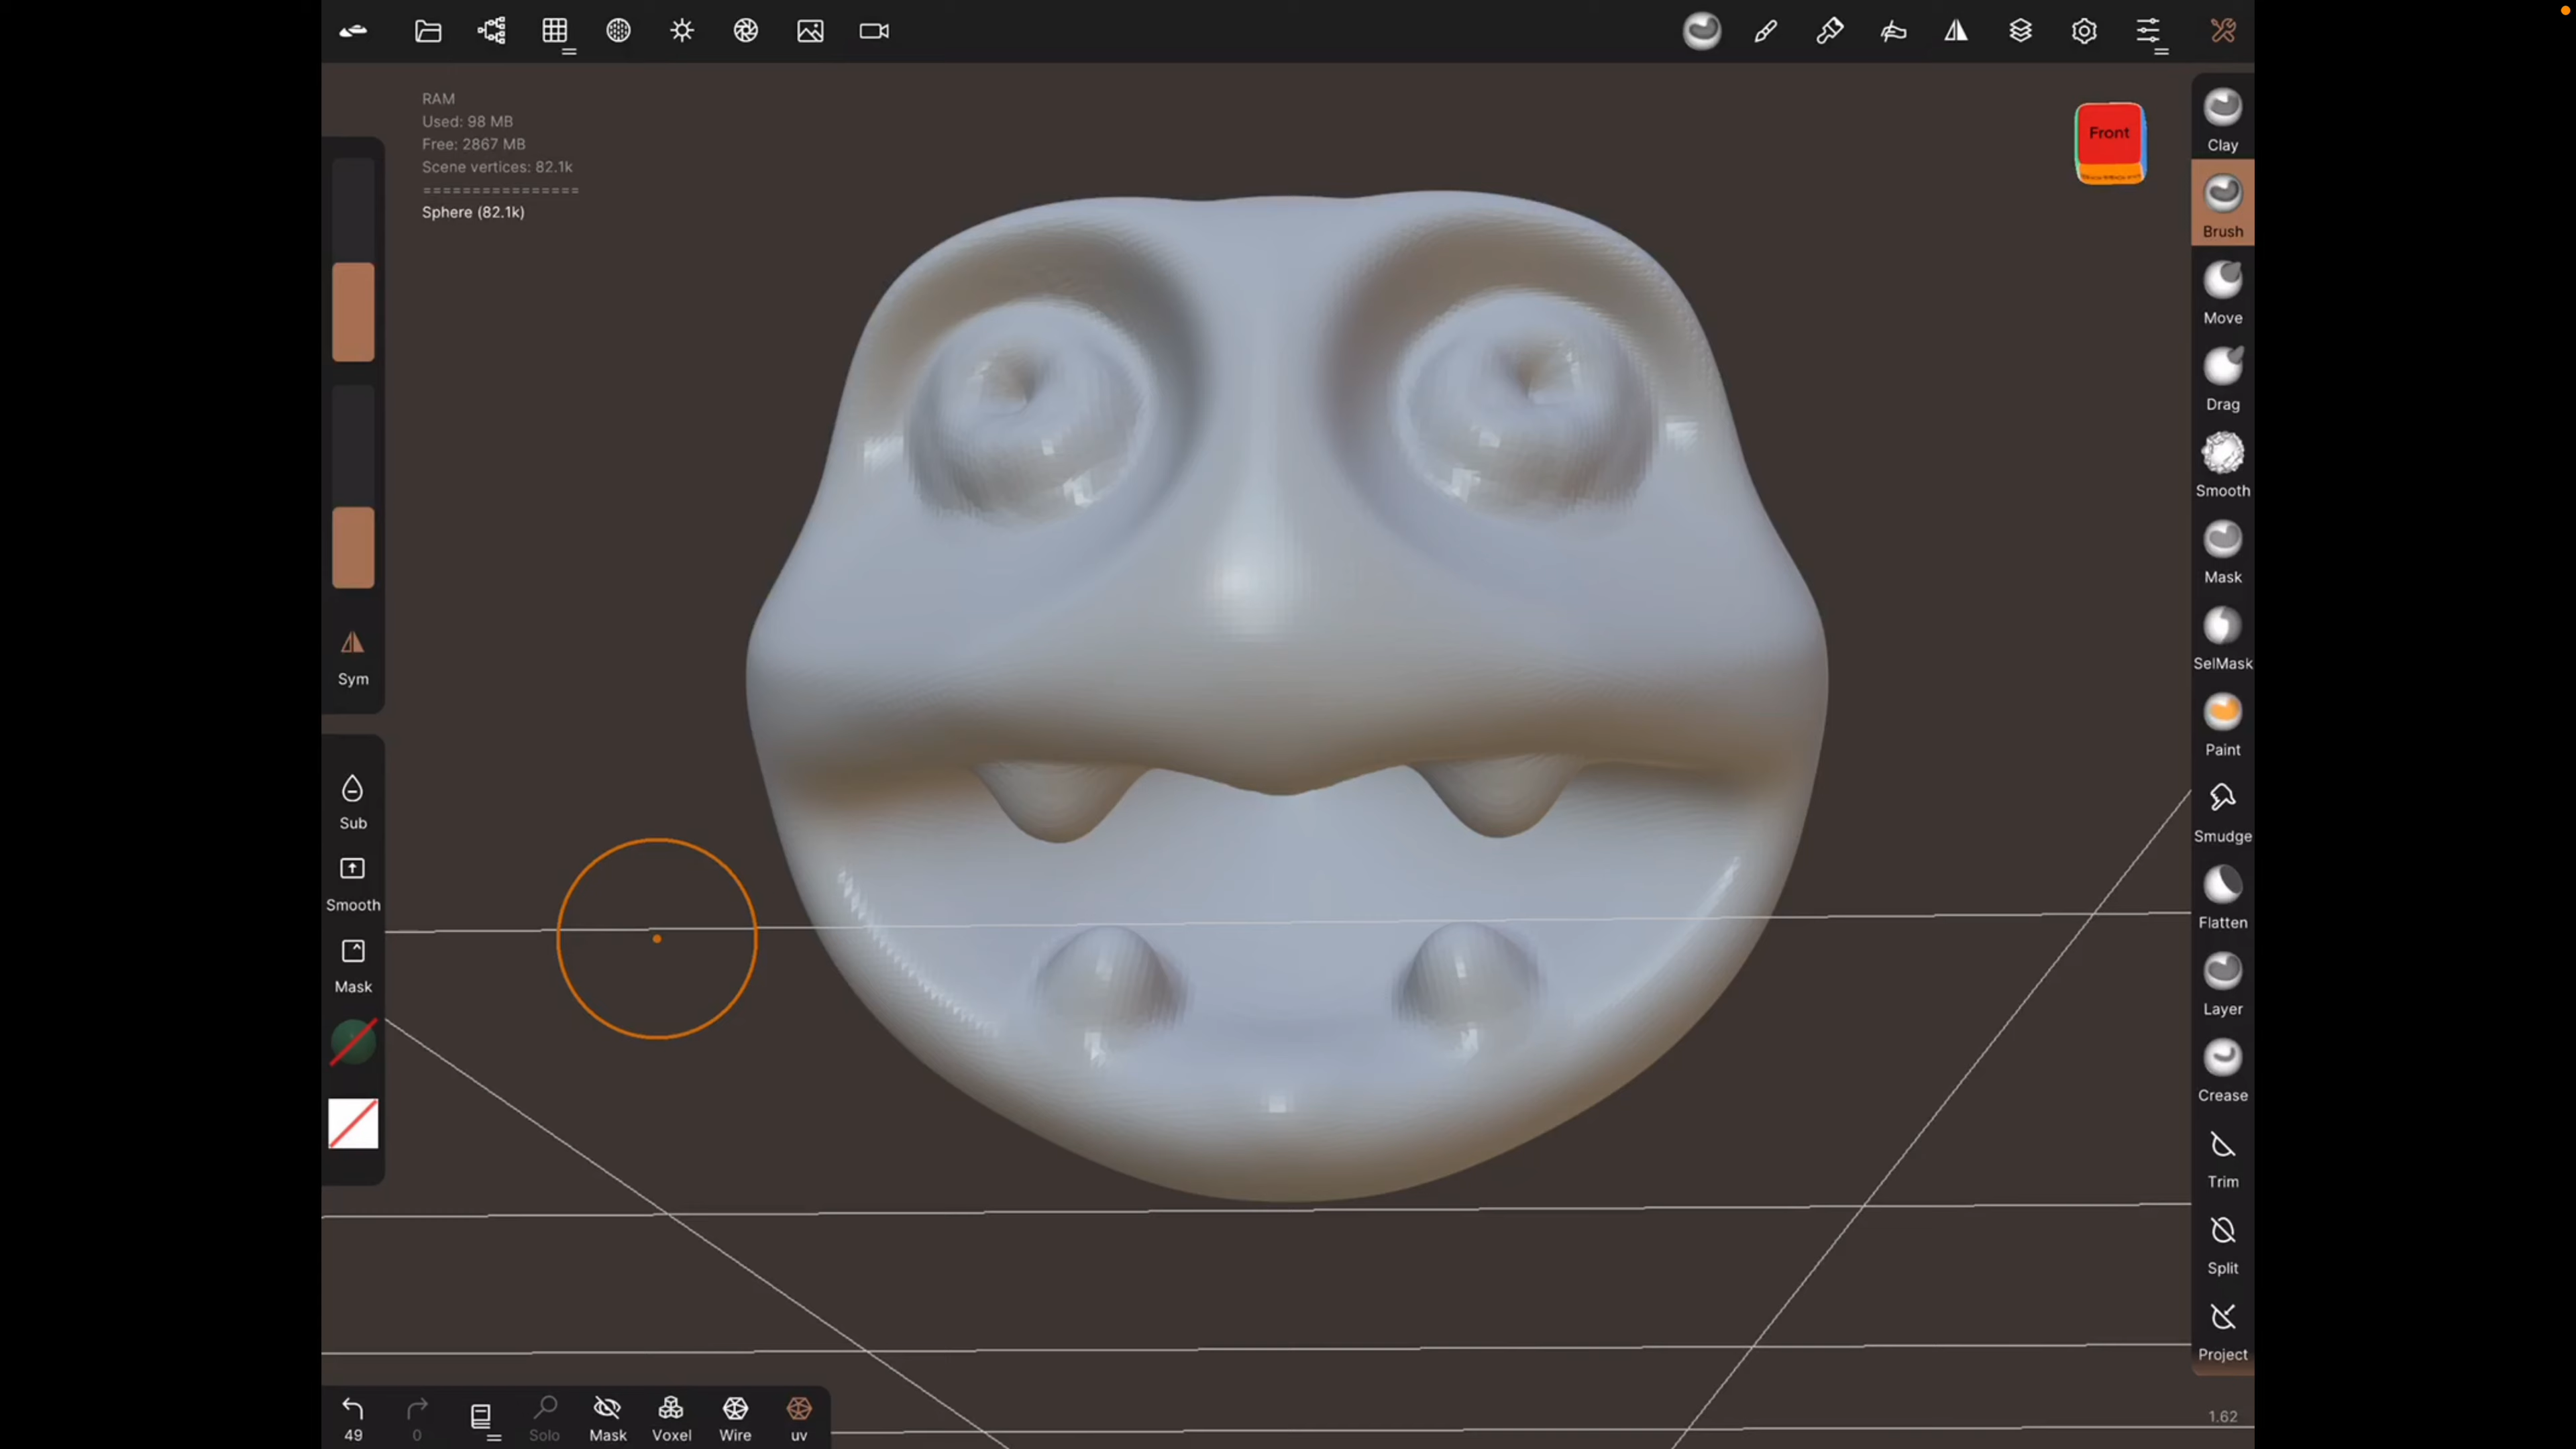 RAM
Used: 98 MB
Free: 2867 MB
Scene vertices: 82.1k
================
Sphere (82.1k)
Front
Bottom
Clay
Brush
Move
Drag
Smooth
Mask
SelMask
Paint
Smudge
Flatten
Layer
Crease
Trim
Split
Project
1.62
Sym
Sub
Smooth
Mask
49
0
Solo
Mask
Voxel
Wire
uv